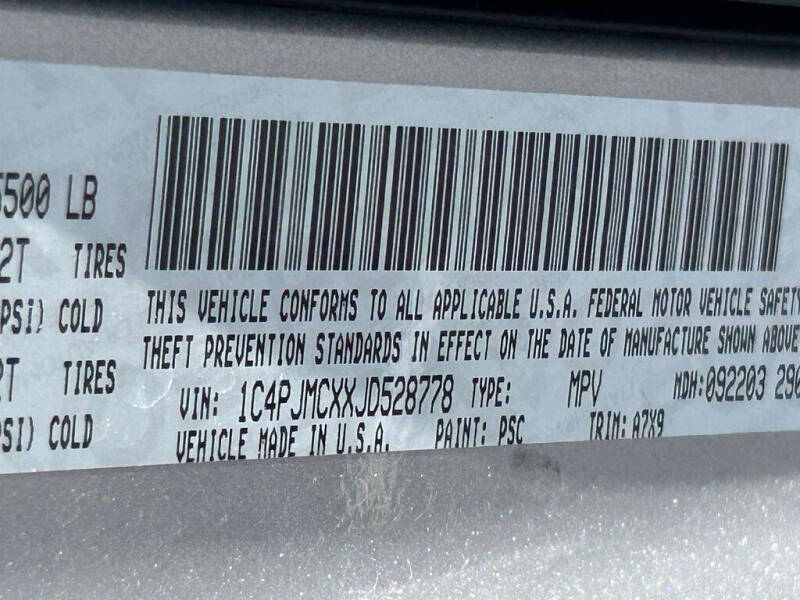 5500 LB
2T TIRES
PSI) COLD
2T TIRES
PSI) COLD
THIS VEHICLE CONFORMS TO ALL APPLICABLE U.S.A. FEDERAL MOTOR VEHICLE SAFETY
THEFT PREVENTION STANDARDS IN EFFECT ON THE DATE OF MANUFACTURE SHOWN ABOVE
VIN: 1C4PJMCXXJD528778 TYPE: MPV MDH: 092203 290
VEHICLE MADE IN U.S.A. PAINT: PSC TRIM: A7X9